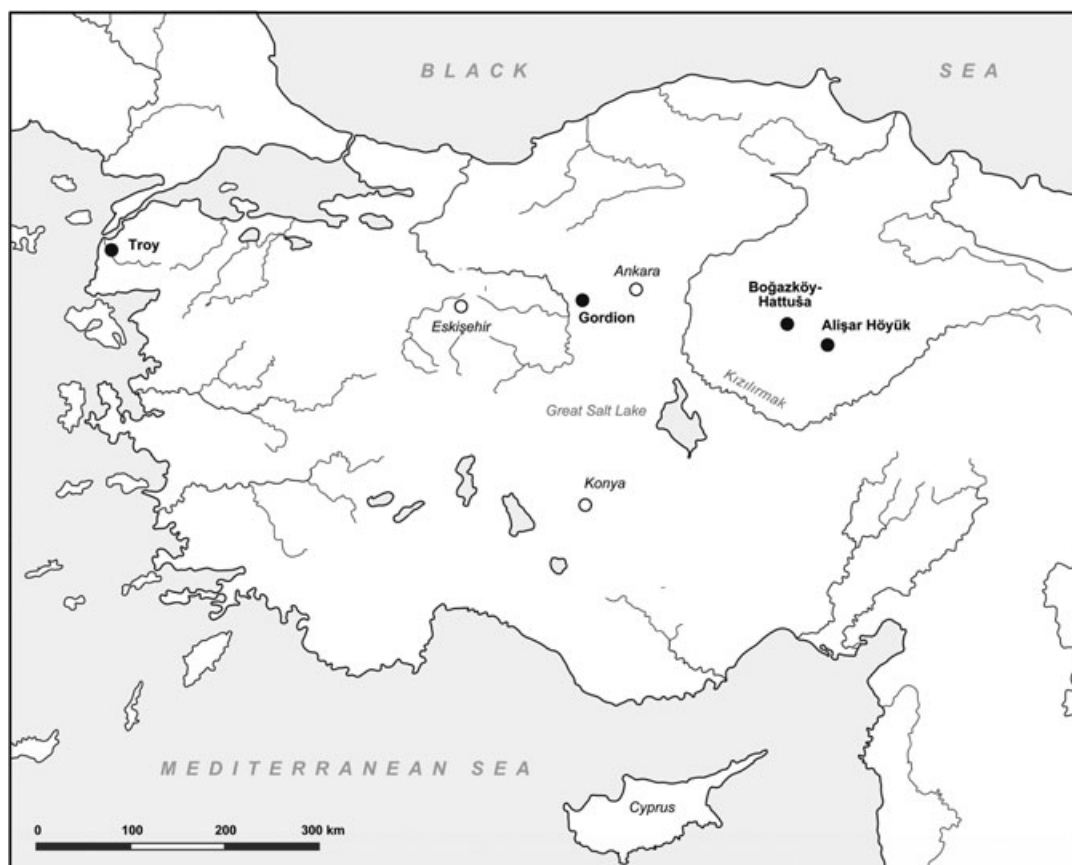 BLACK SEA
Troy
Ankara
Boğazköy-
Hattuša
Gordion
Eskişehir
Alişar Höyük
Kızılırmak
Great Salt Lake
Konya
MEDITERRANEAN SEA
Cyprus
0 100 200 300 km